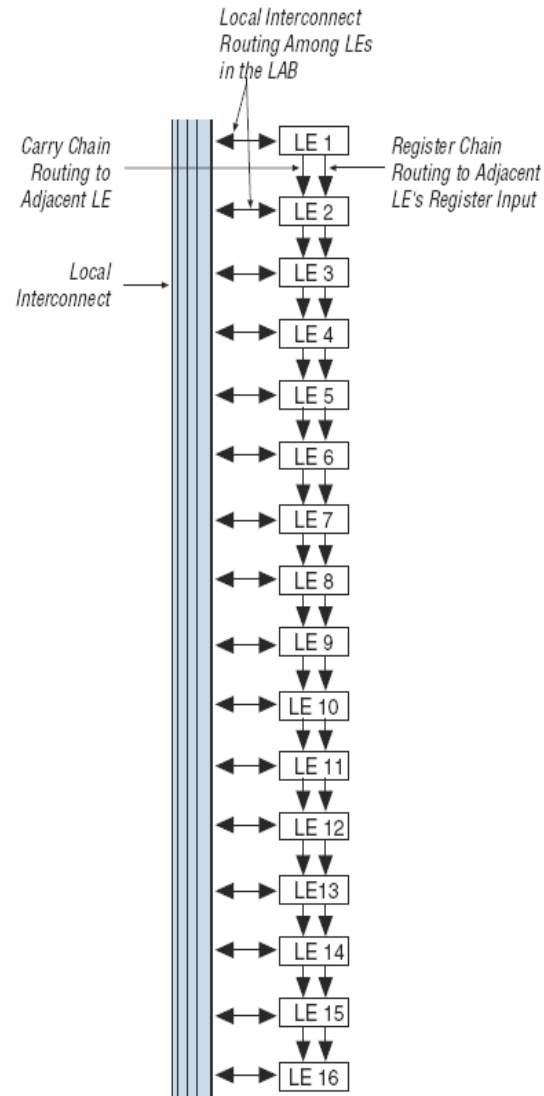 Local Interconnect
Routing Among LEs
in the LAB
Carry Chain
Routing to
Adjacent LE
Register Chain
Routing to Adjacent
LE's Register Input
Local
Interconnect
LE 1
LE 2
LE 3
LE 4
LE 5
LE 6
LE 7
LE 8
LE 9
LE 10
LE 11
LE 12
LE13
LE 14
LE 15
LE 16